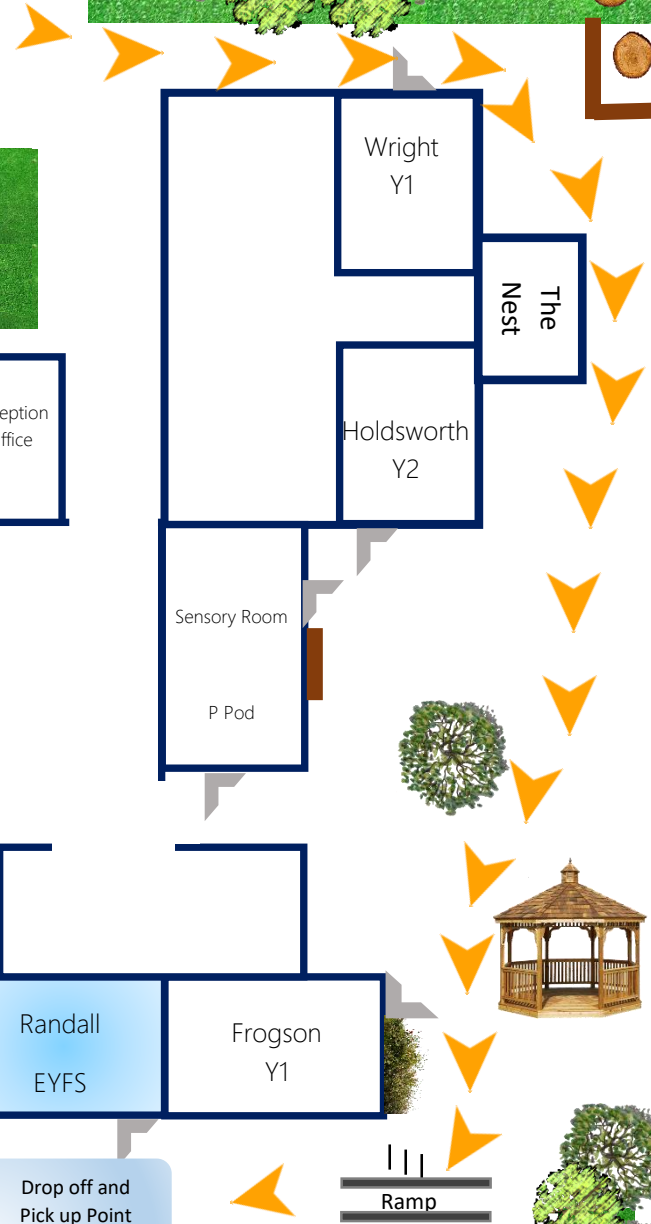 Wright
Y1
The
Nest
eption
ffice
Holdsworth
Y2
Sensory Room
P Pod
Randall
EYFS
Frogson
Y1
Drop off and
Pick up Point
Ramp